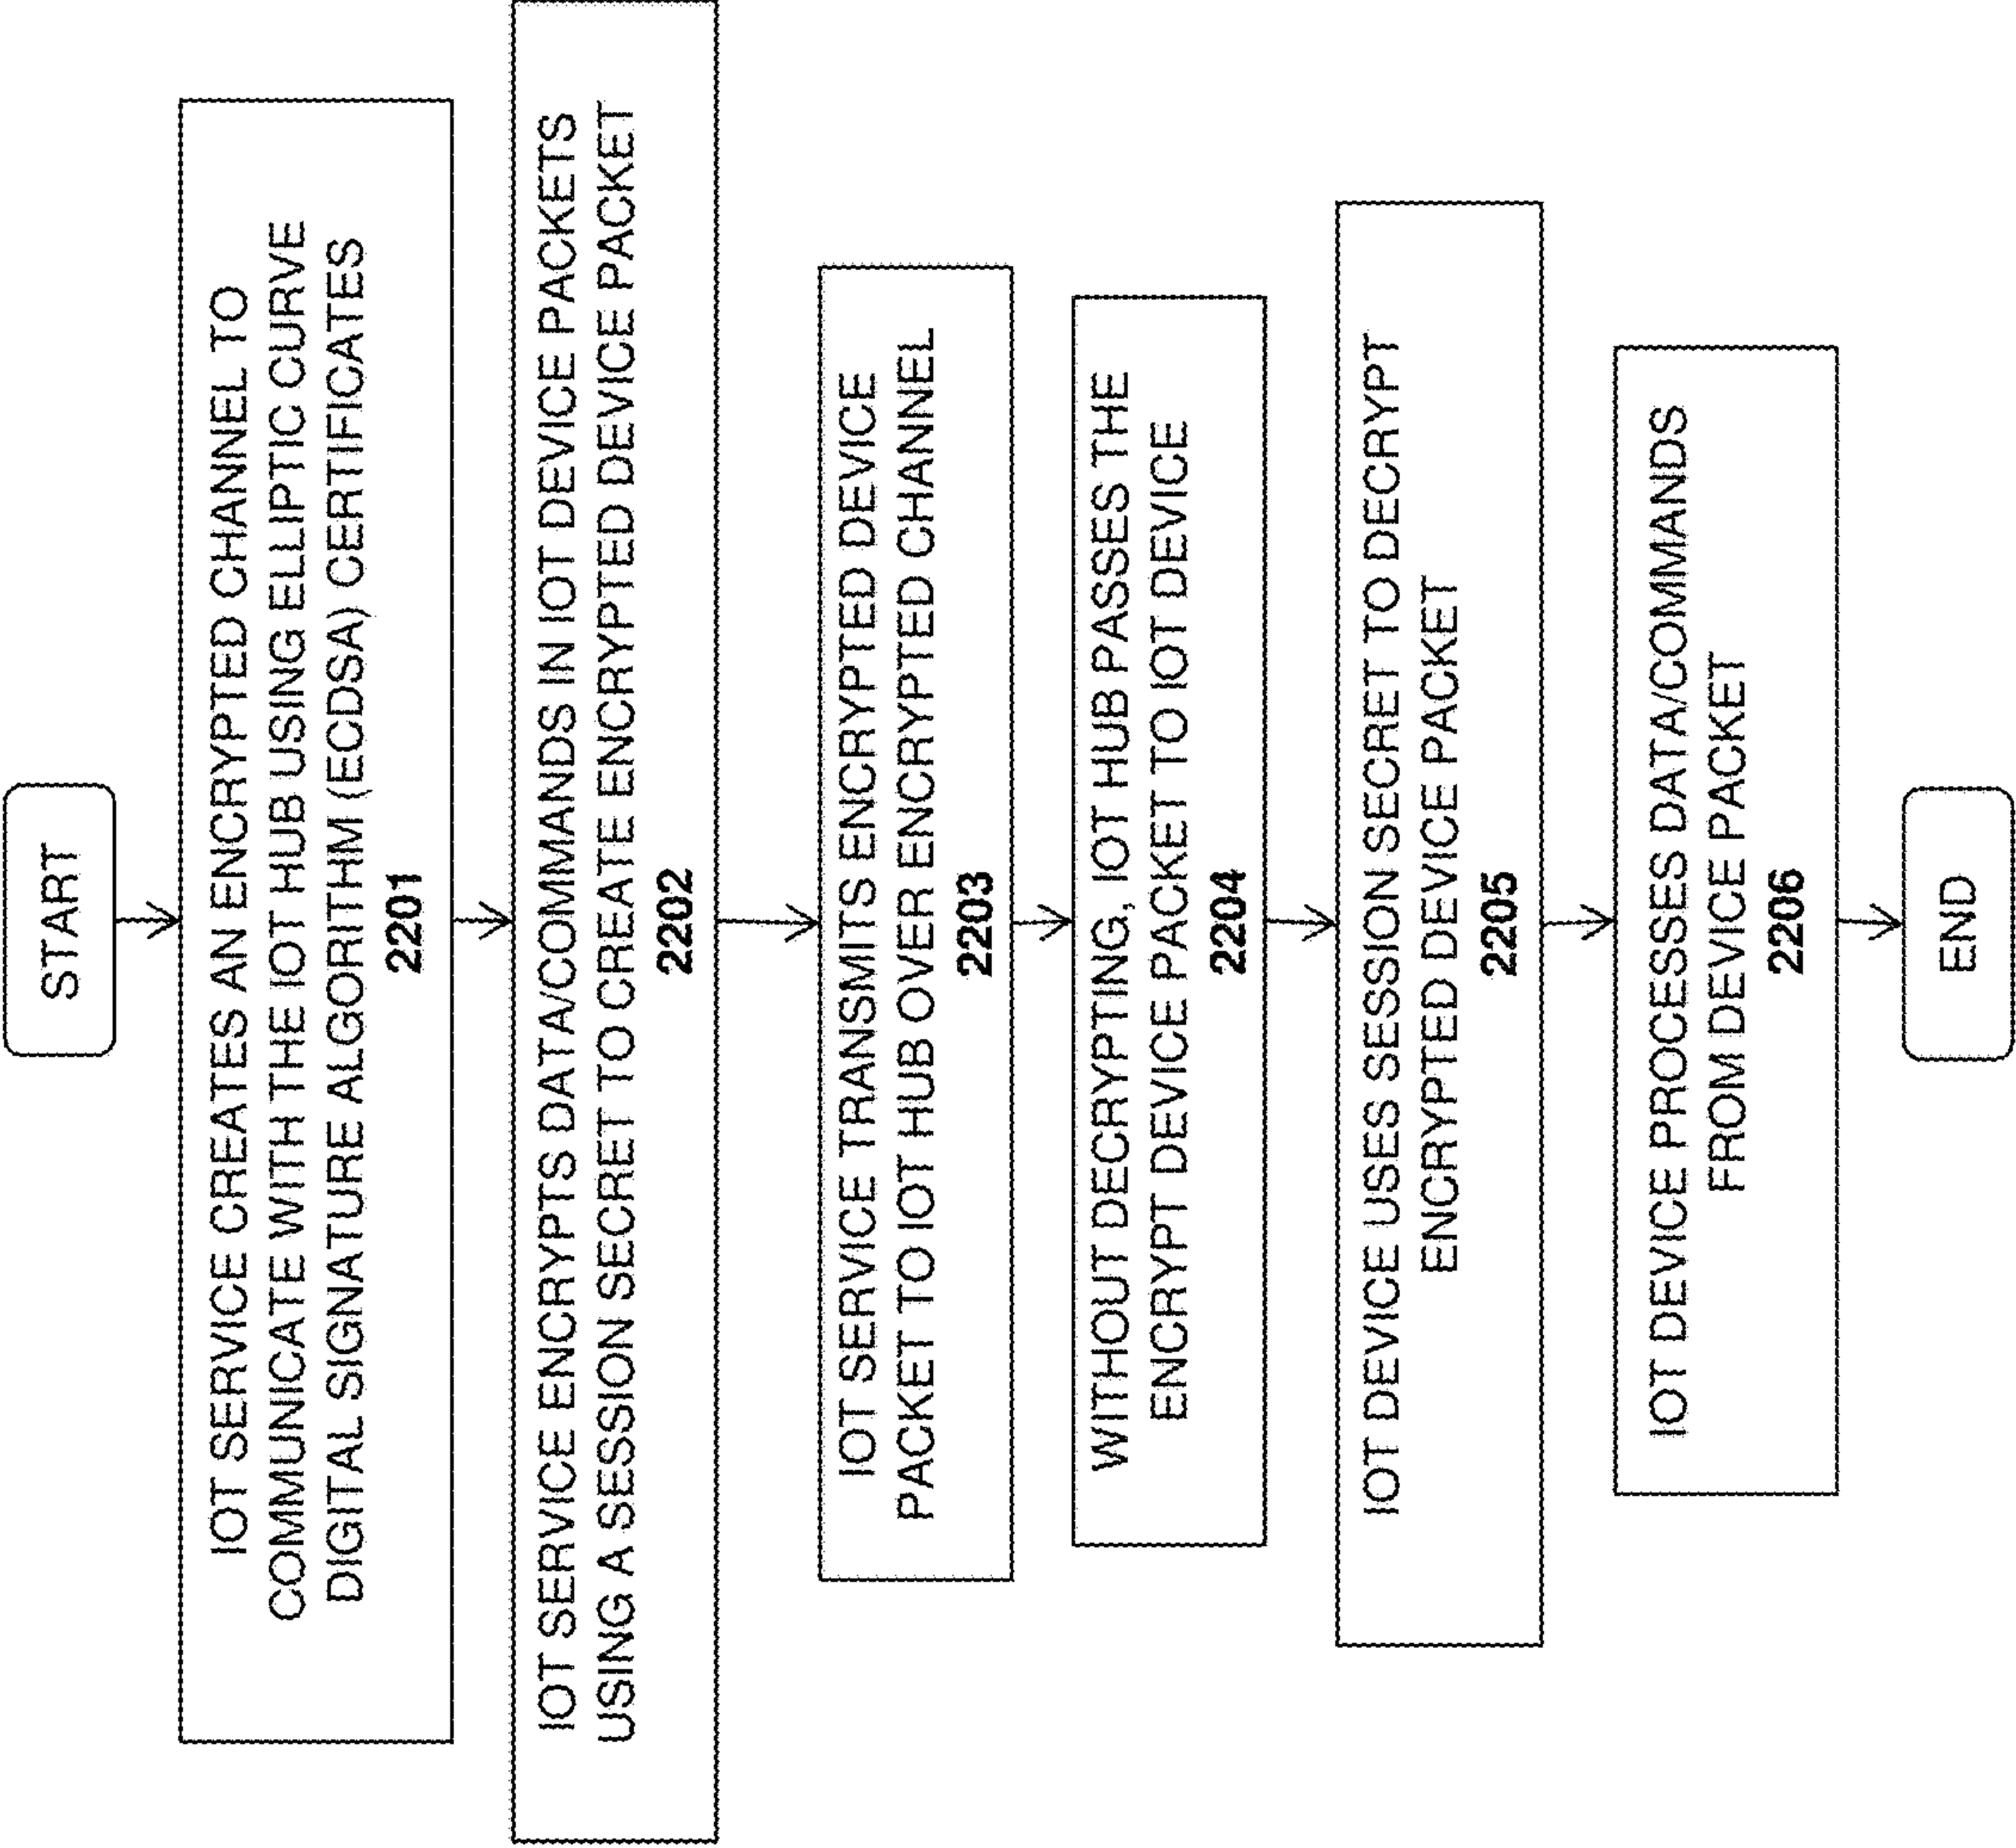 START
IOT SERVICE CREATES AN ENCRYPTED CHANNEL TO
COMMUNICATE WITH THE IOT HUB USING ELLIPTIC CURVE
DIGITAL SIGNATURE ALGORITHM (ECDSA) CERTIFICATES
2201
IOT SERVICE ENCRYPTS DATA/COMMANDS IN IOT DEVICE PACKETS
USING A SESSION SECRET TO CREATE ENCRYPTED DEVICE PACKET
2202
IOT SERVICE TRANSMITS ENCRYPTED DEVICE
PACKET TO IOT HUB OVER ENCRYPTED CHANNEL
2203
WITHOUT DECRYPTING, IOT HUB PASSES THE
ENCRYPT DEVICE PACKET TO IOT DEVICE
2204
IOT DEVICE USES SESSION SECRET TO DECRYPT
ENCRYPTED DEVICE PACKET
2205
IOT DEVICE PROCESSES DATA/COMMANDS
FROM DEVICE PACKET
2206
END